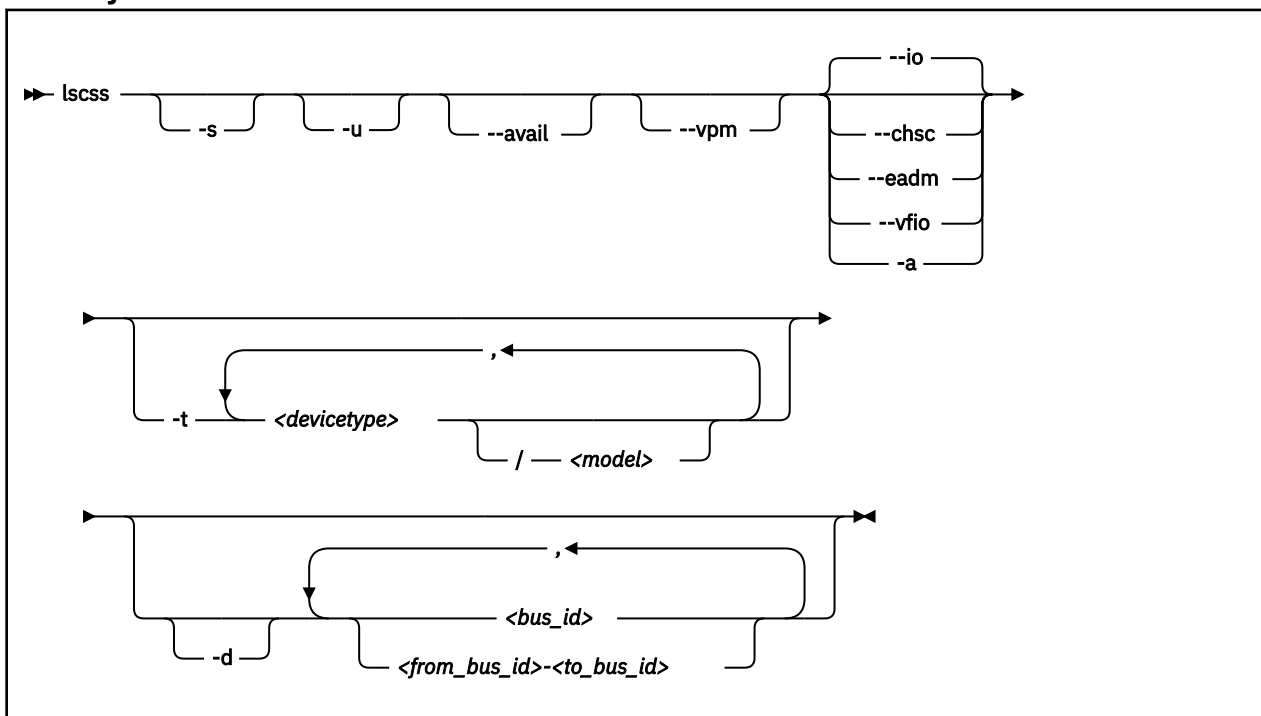 --io
lscss
-s
-u
--avail
--vpm
--chsc
--eadm
--vfio
-a
,
-t
<devicetype>
/
<model>
,
<bus_id>
-d
<from_bus_id>-<to_bus_id>